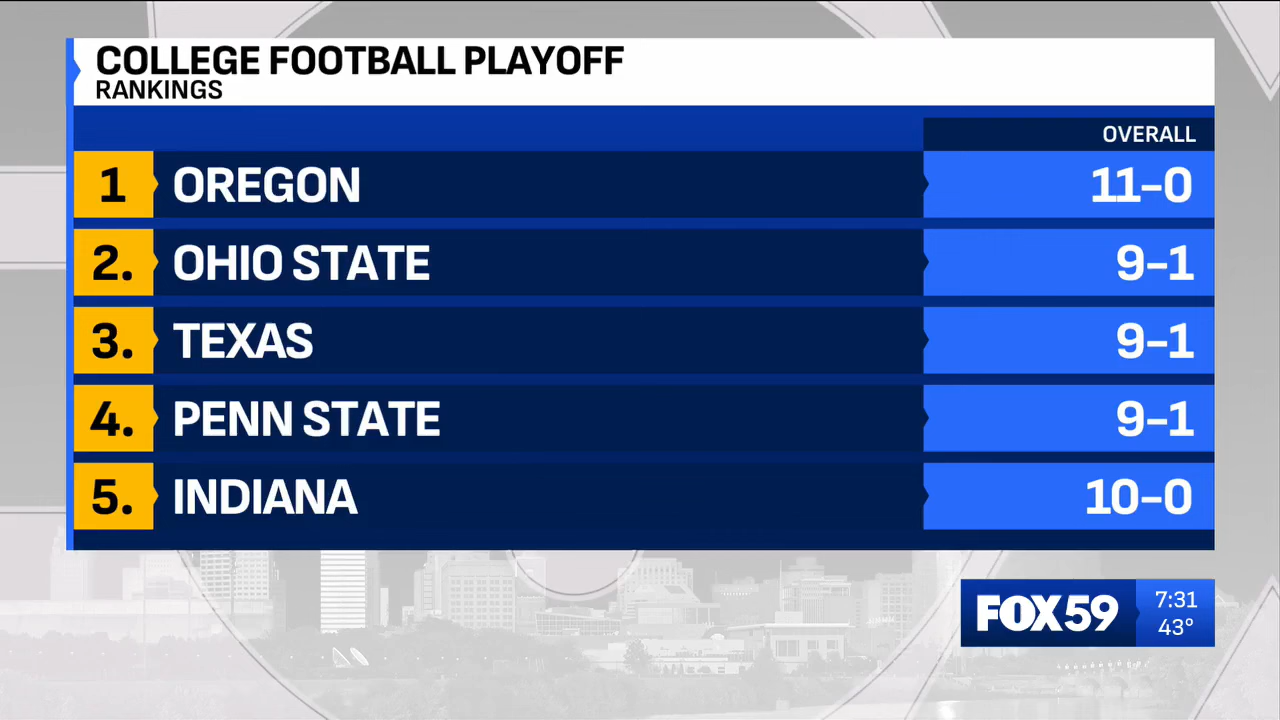 COLLEGE FOOTBALL PLAYOFF
RANKINGS
OVERALL
1 OREGON 11-0
2. OHIO STATE 9-1
3. TEXAS 9-1
4. PENN STATE 9-1
5. INDIANA 10-0
FOX59 7:31
43°